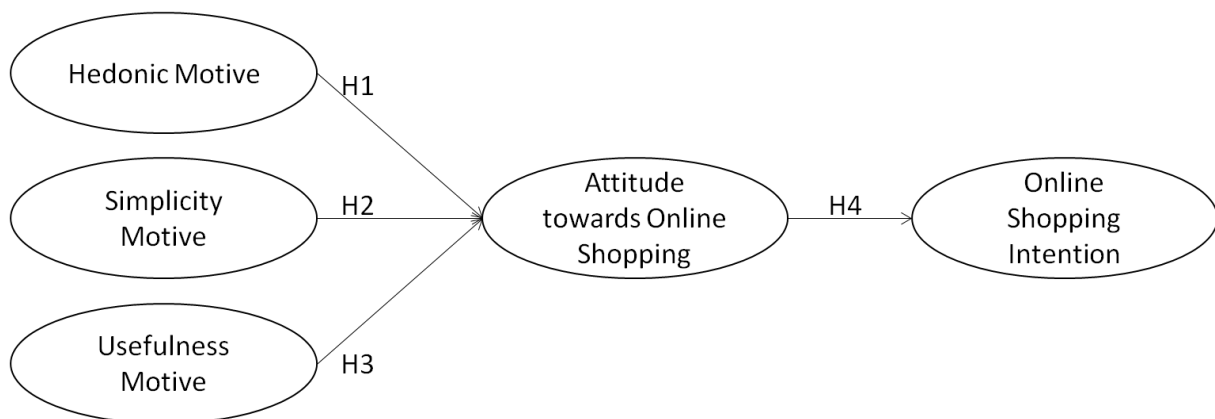 Hedonic Motive
H1
Simplicity
Motive
H2
Usefulness
Motive
H3
Attitude
towards Online
Shopping
H4
Online
Shopping
Intention